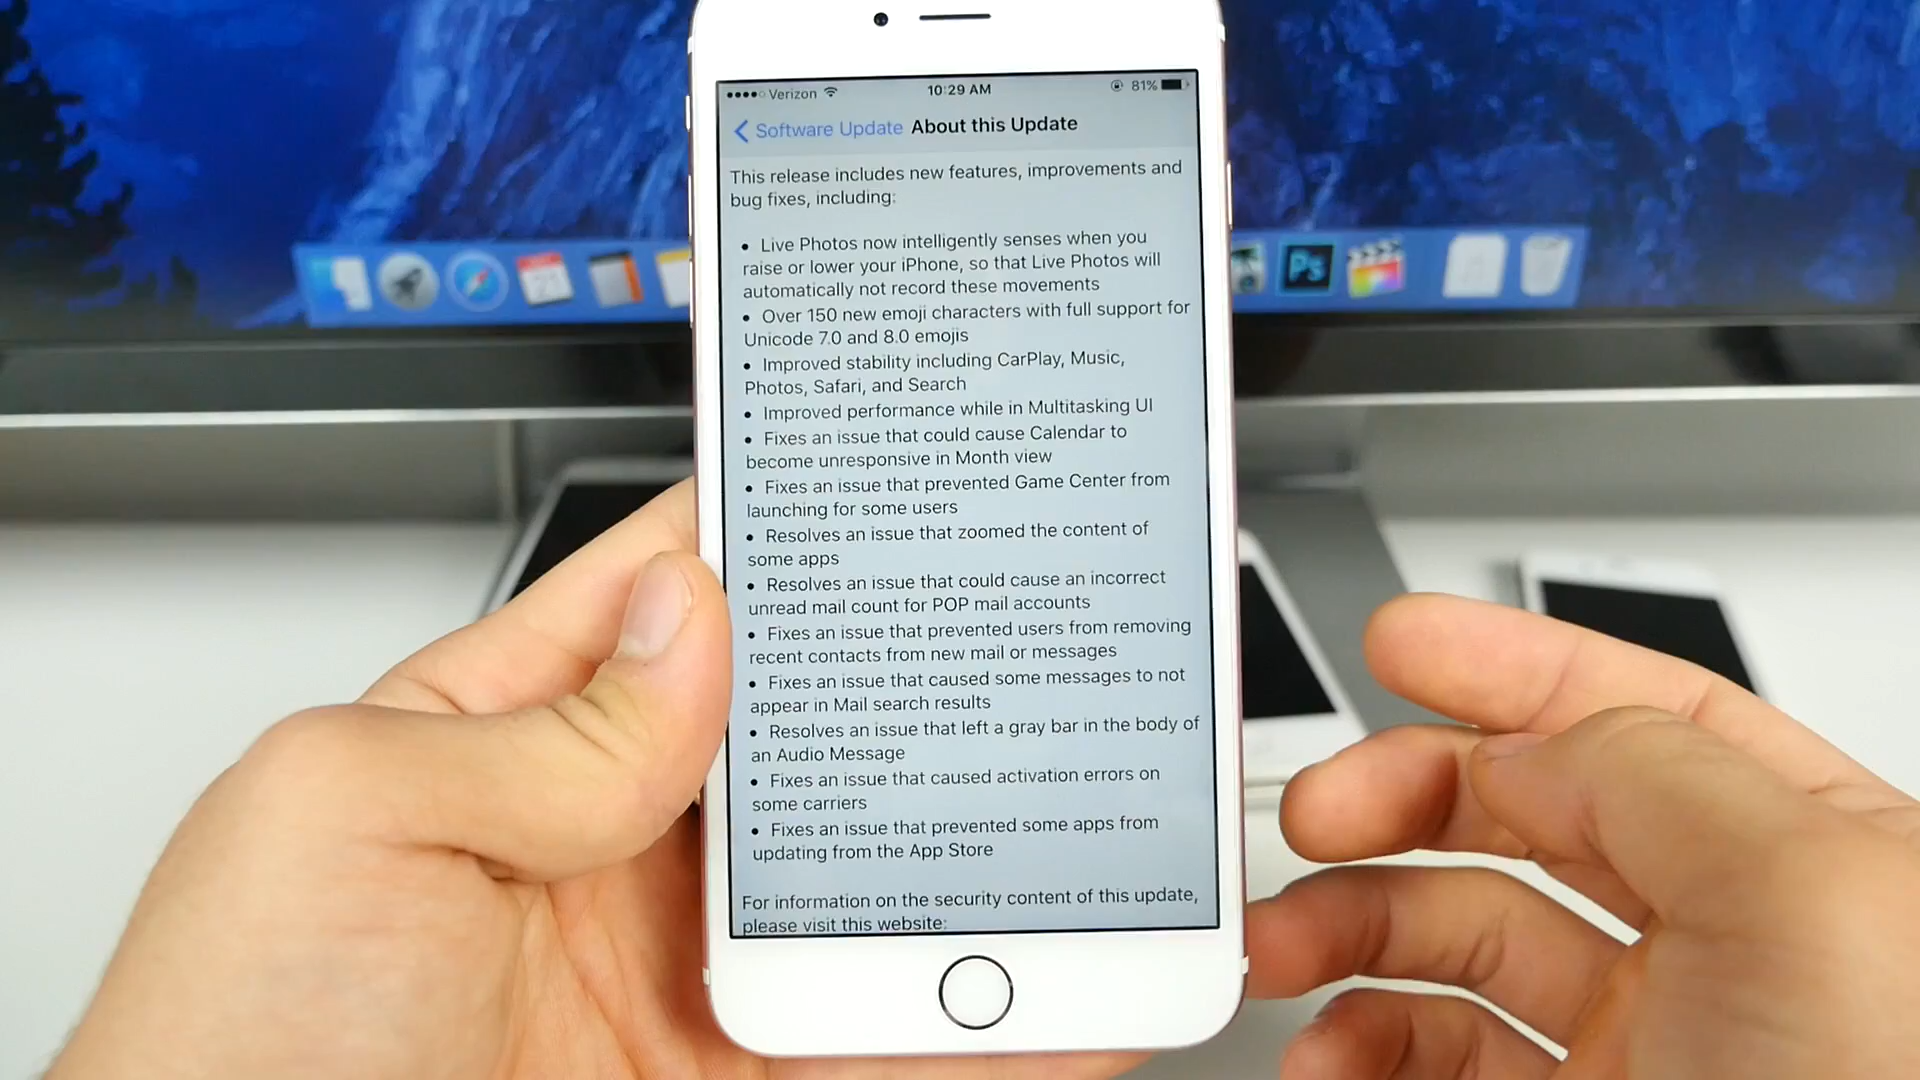 ●●●●○ Verizon 10:29 AM 81%
Software Update About this Update
This release includes new features, improvements and
bug fixes, including:
• Live Photos now intelligently senses when you
raise or lower your iPhone, so that Live Photos will
automatically not record these movements
• Over 150 new emoji characters with full support for
Unicode 7.0 and 8.0 emojis
• Improved stability including CarPlay, Music,
Photos, Safari, and Search
• Improved performance while in Multitasking UI
• Fixes an issue that could cause Calendar to
become unresponsive in Month view
• Fixes an issue that prevented Game Center from
launching for some users
• Resolves an issue that zoomed the content of
some apps
• Resolves an issue that could cause an incorrect
unread mail count for POP mail accounts
• Fixes an issue that prevented users from removing
recent contacts from new mail or messages
• Fixes an issue that caused some messages to not
appear in Mail search results
• Resolves an issue that left a gray bar in the body of
an Audio Message
• Fixes an issue that caused activation errors on
some carriers
• Fixes an issue that prevented some apps from
updating from the App Store
For information on the security content of this update,
please visit this website:
Ps